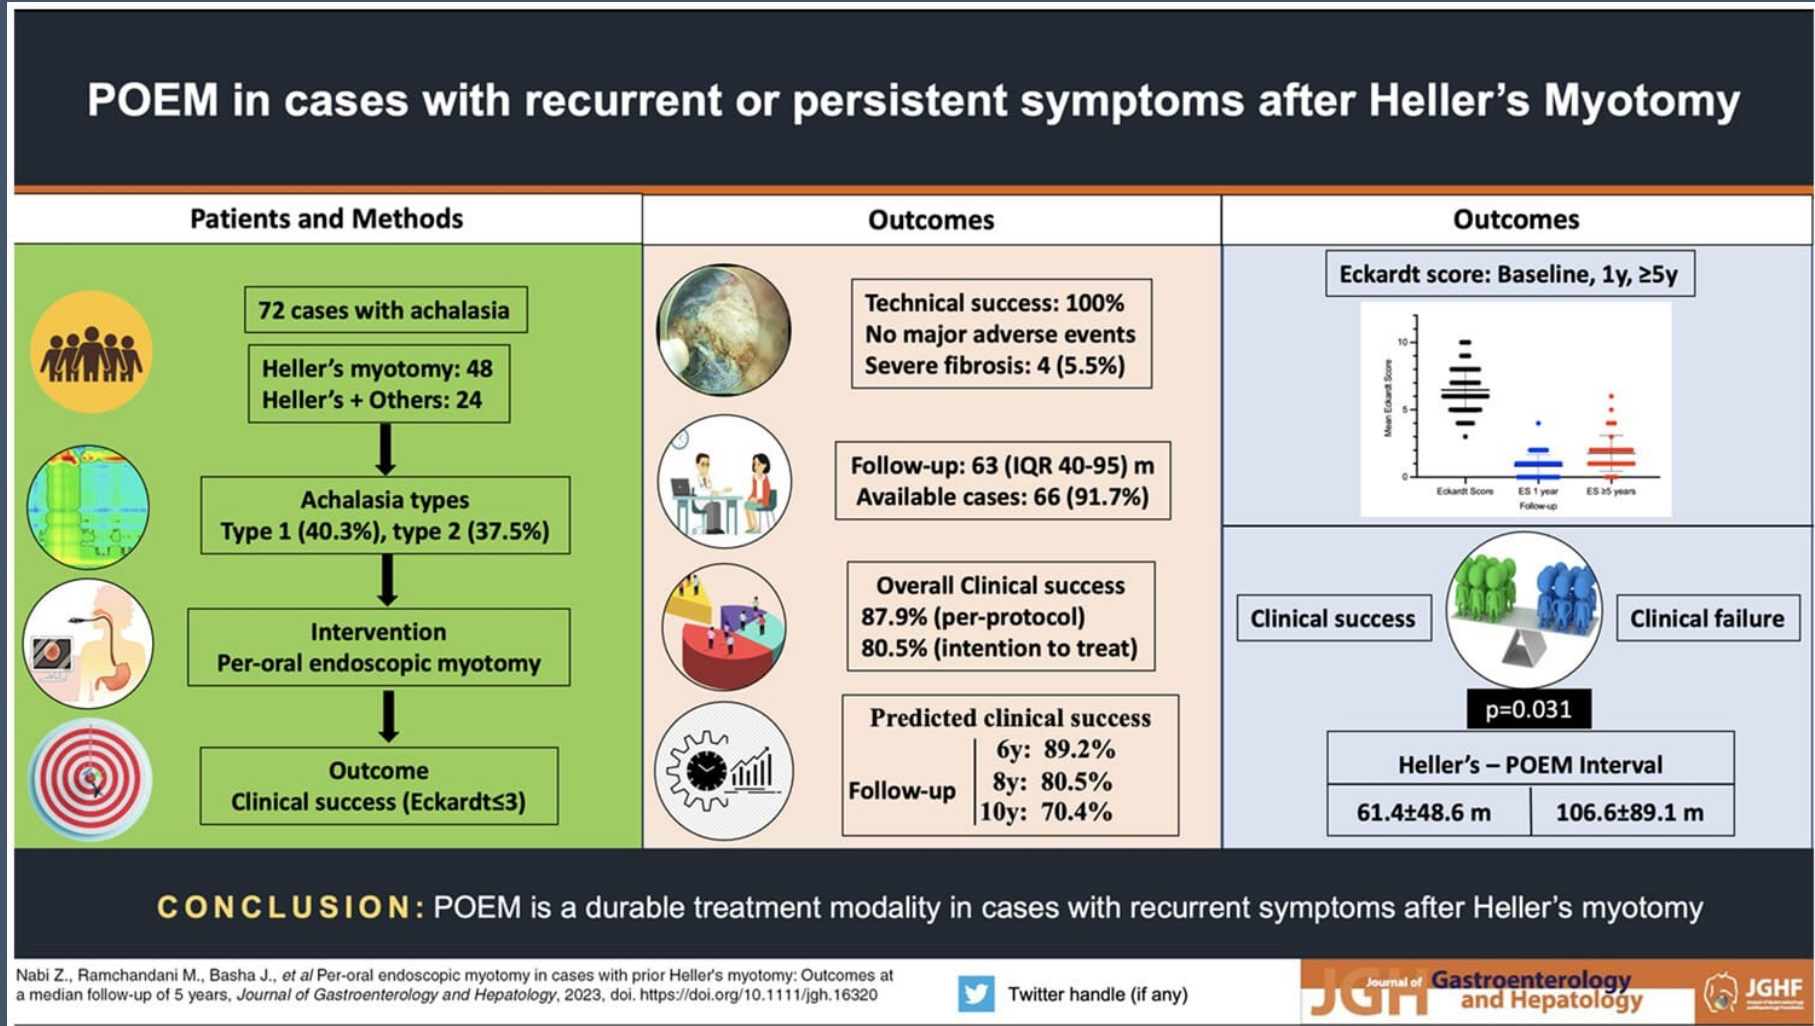 POEM in cases with recurrent or persistent symptoms after Heller’s Myotomy
Patients and Methods
72 cases with achalasia
Heller’s myotomy: 48
Heller’s + Others: 24
Achalasia types
Type 1 (40.3%), type 2 (37.5%)
Intervention
Per-oral endoscopic myotomy
Outcome
Clinical success (Eckardt≤3)
Outcomes
Technical success: 100%
No major adverse events
Severe fibrosis: 4 (5.5%)
Follow-up: 63 (IQR 40-95) m
Available cases: 66 (91.7%)
Overall Clinical success
87.9% (per-protocol)
80.5% (intention to treat)
Predicted clinical success
Follow-up
6y: 89.2%
8y: 80.5%
10y: 70.4%
Outcomes
Eckardt score: Baseline, 1y, ≥5y
Mean Eckardt Score
10
5
0
Eckardt Score
ES 1 year
ES ≥5 years
Follow-up
Clinical success
Clinical failure
p=0.031
Heller’s – POEM Interval
61.4±48.6 m
106.6±89.1 m
CONCLUSION: POEM is a durable treatment modality in cases with recurrent symptoms after Heller’s myotomy
Nabi Z., Ramchandani M., Basha J., et al Per-oral endoscopic myotomy in cases with prior Heller's myotomy: Outcomes at
a median follow-up of 5 years, Journal of Gastroenterology and Hepatology, 2023, doi. https://doi.org/10.1111/jgh.16320
Twitter handle (if any)
JGH Journal of Gastroenterology
and Hepatology
JGHF